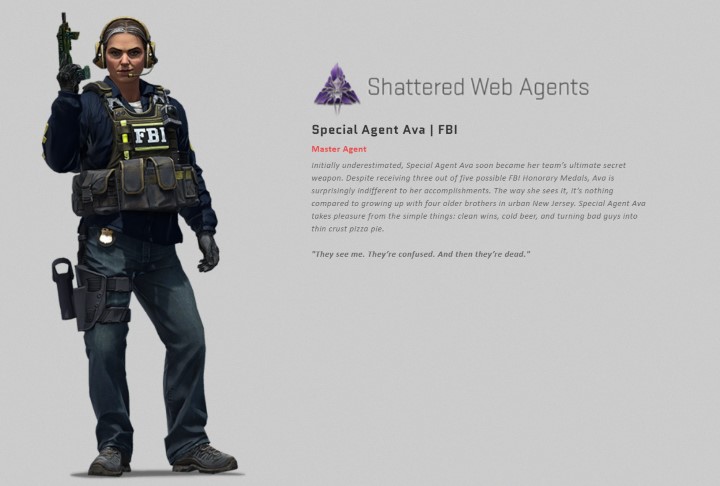 FBI
Shattered Web Agents
Special Agent Ava | FBI
Master Agent
Initially underestimated, Special Agent Ava soon became her team's ultimate secret
weapon. Despite receiving three out of five possible FBI Honorary Medals, Ava is
surprisingly indifferent to her accomplishments. The way she sees it, it's nothing
compared to growing up with four older brothers in urban New Jersey. Special Agent Ava
takes pleasure from the simple things: clean wins, cold beer, and turning bad guys into
thin crust pizza pie.
"They see me. They're confused. And then they're dead."